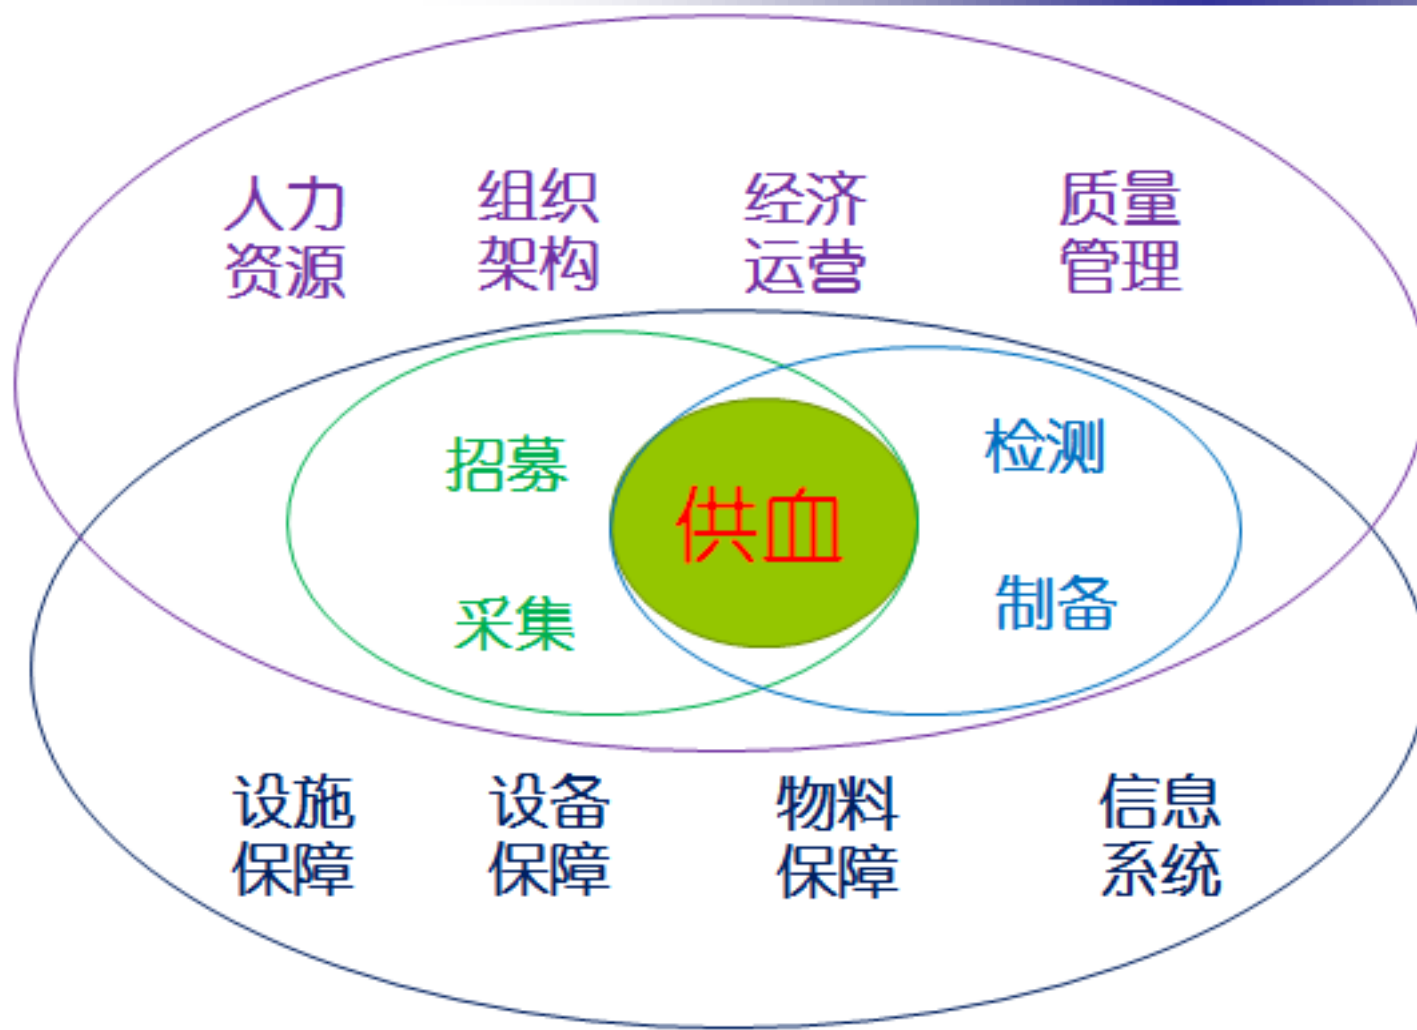 人力
资源
组织
架构
经济
运营
质量
管理
招募
采集
供血
检测
制备
设施
保障
设备
保障
物料
保障
信息
系统